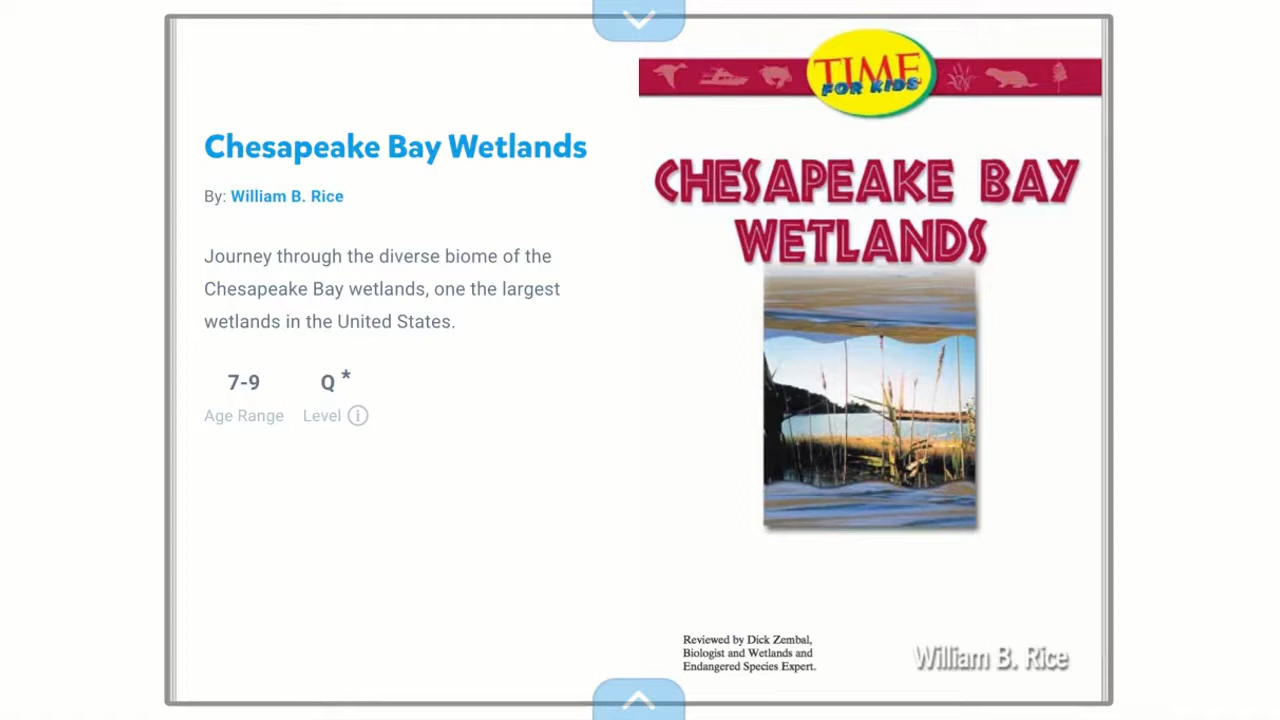 Chesapeake Bay Wetlands
By: William B. Rice
Journey through the diverse biome of the
Chesapeake Bay wetlands, one the largest
wetlands in the United States.
7-9
Q *
Age Range
Level
TIME
FOR KIDS
CHESAPEAKE BAY
WETLANDS
Reviewed by Dick Zembal,
Biologist and Wetlands and
Endangered Species Expert.
William B. Rice